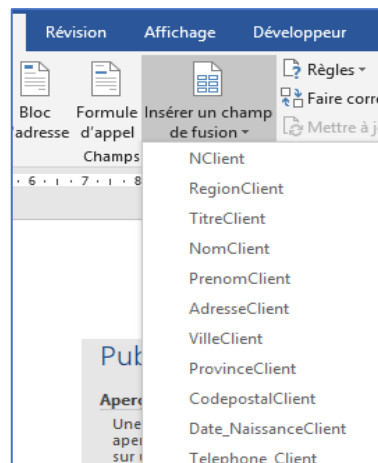 Révision Affichage Développeur
Bloc Formule Insérer un champ Règles
adresse d'appel de fusion Faire corre
Mettre à j
Champs
6 7 8
NClient
RegionClient
TitreClient
NomClient
PrenomClient
AdresseClient
VilleClient
ProvinceClient
CodepostalClient
Date_NaissanceClient
Telephone_Client
Pub
Aperç
Une
aper
sur